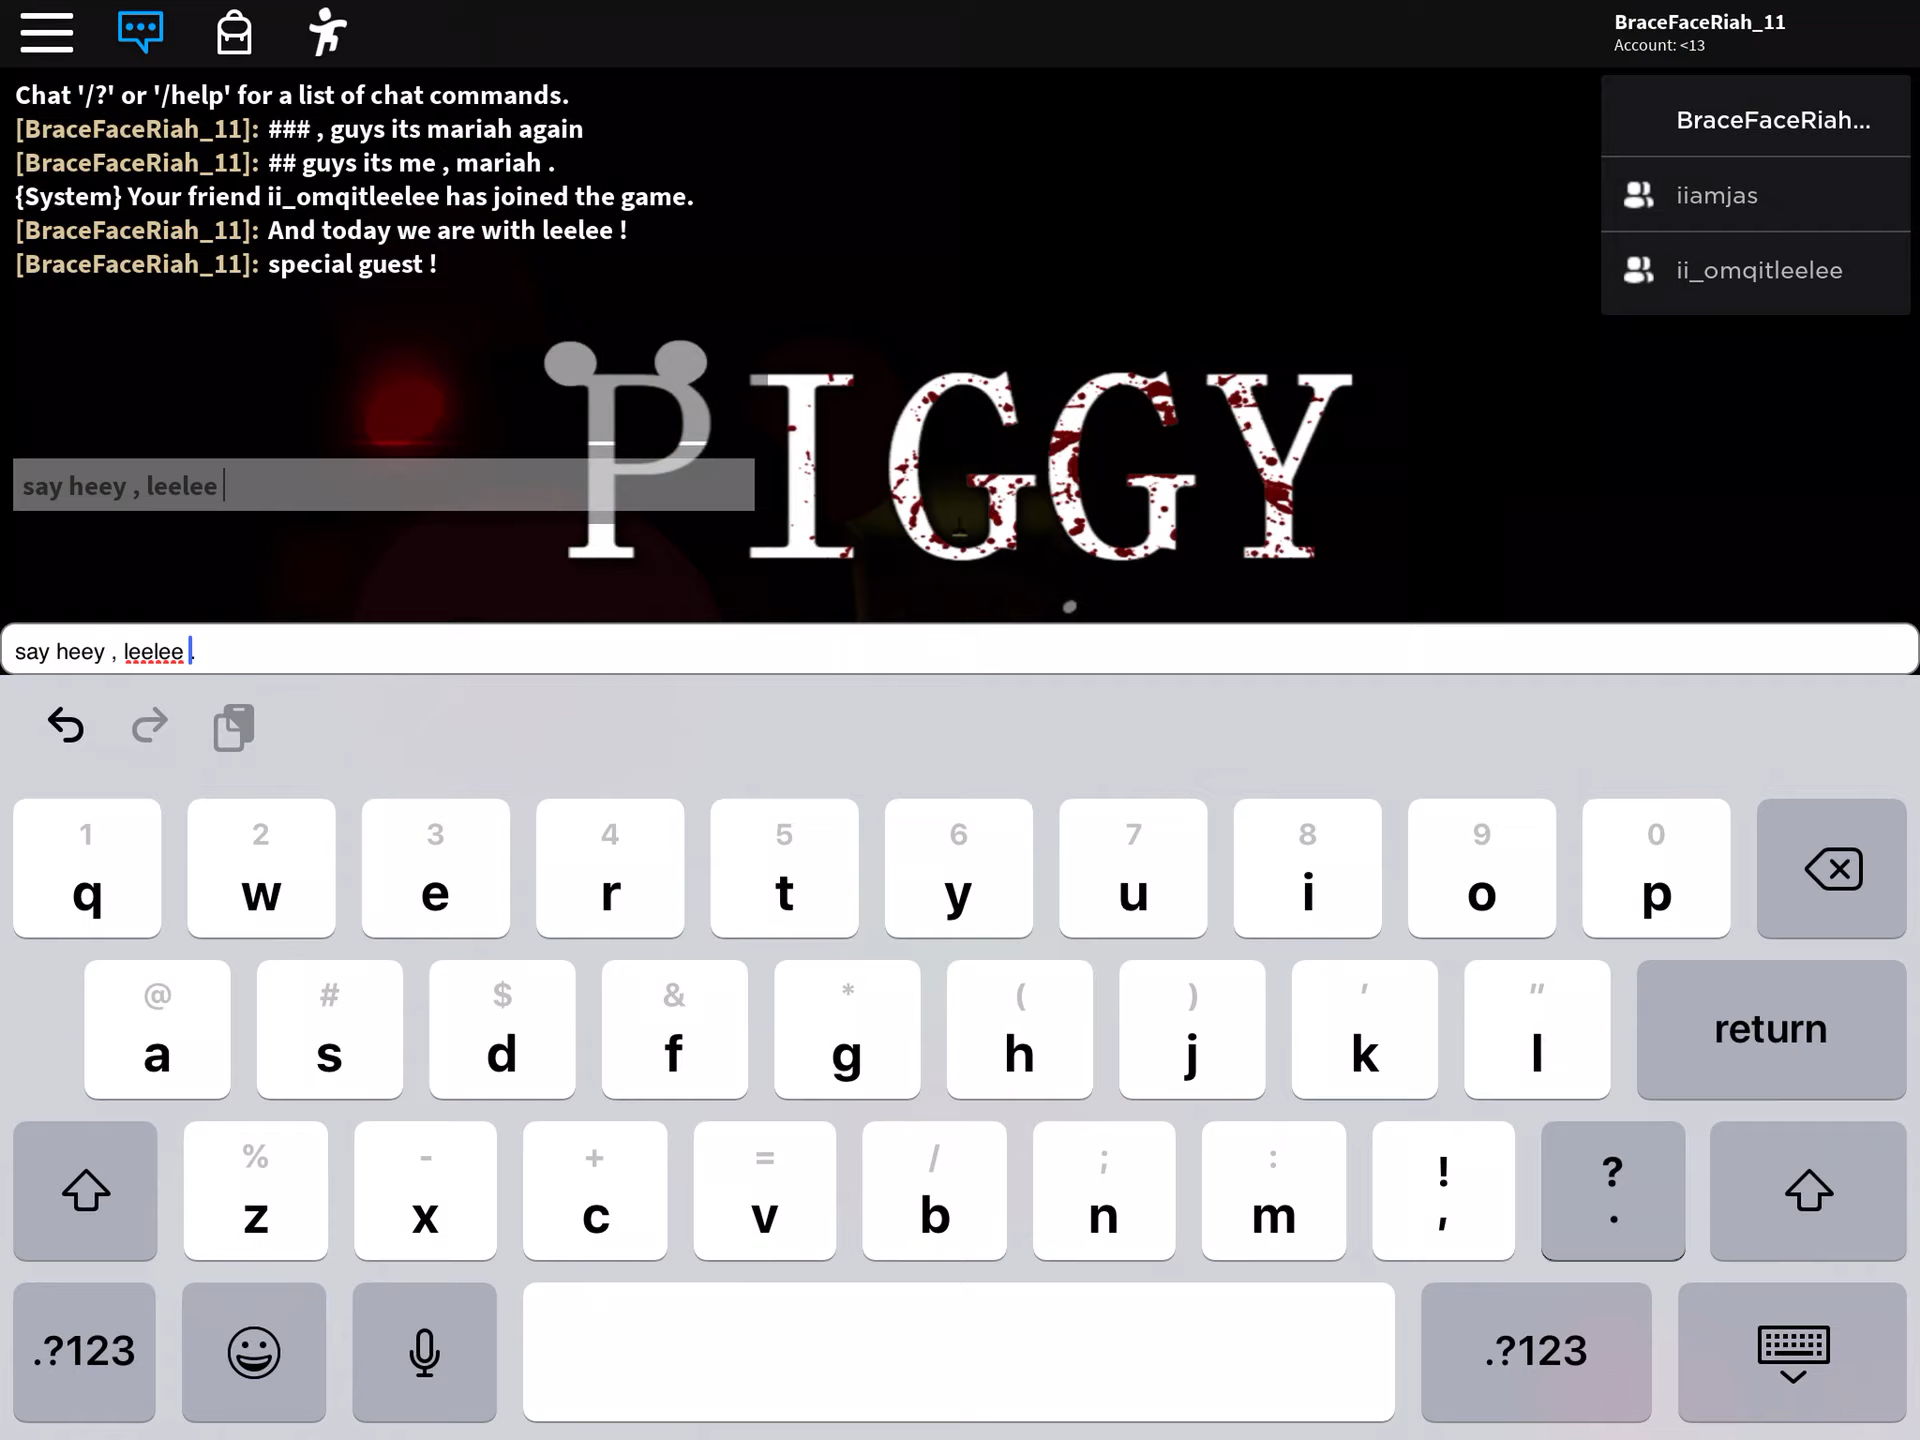 BraceFaceRiah_11
Account: <13
Chat '/?' or '/help' for a list of chat commands.
[BraceFaceRiah_11]: ### , guys its mariah again
[BraceFaceRiah_11]: ## guys its me , mariah .
{System} Your friend ii_omqitleelee has joined the game.
[BraceFaceRiah_11]: And today we are with leelee !
[BraceFaceRiah_11]: special guest !
BraceFaceRiah...
iiamjas
ii_omqitleelee
PIGGY
say heey , leelee
say heey , leelee .
1 2 3 4 5 6 7 8 9 0
q w e r t y u i o p
@ # $ & * ( ) ' "
a s d f g h j k l return
% - + = / ; : ! ?
z x c v b n m , .
.?123 .?123